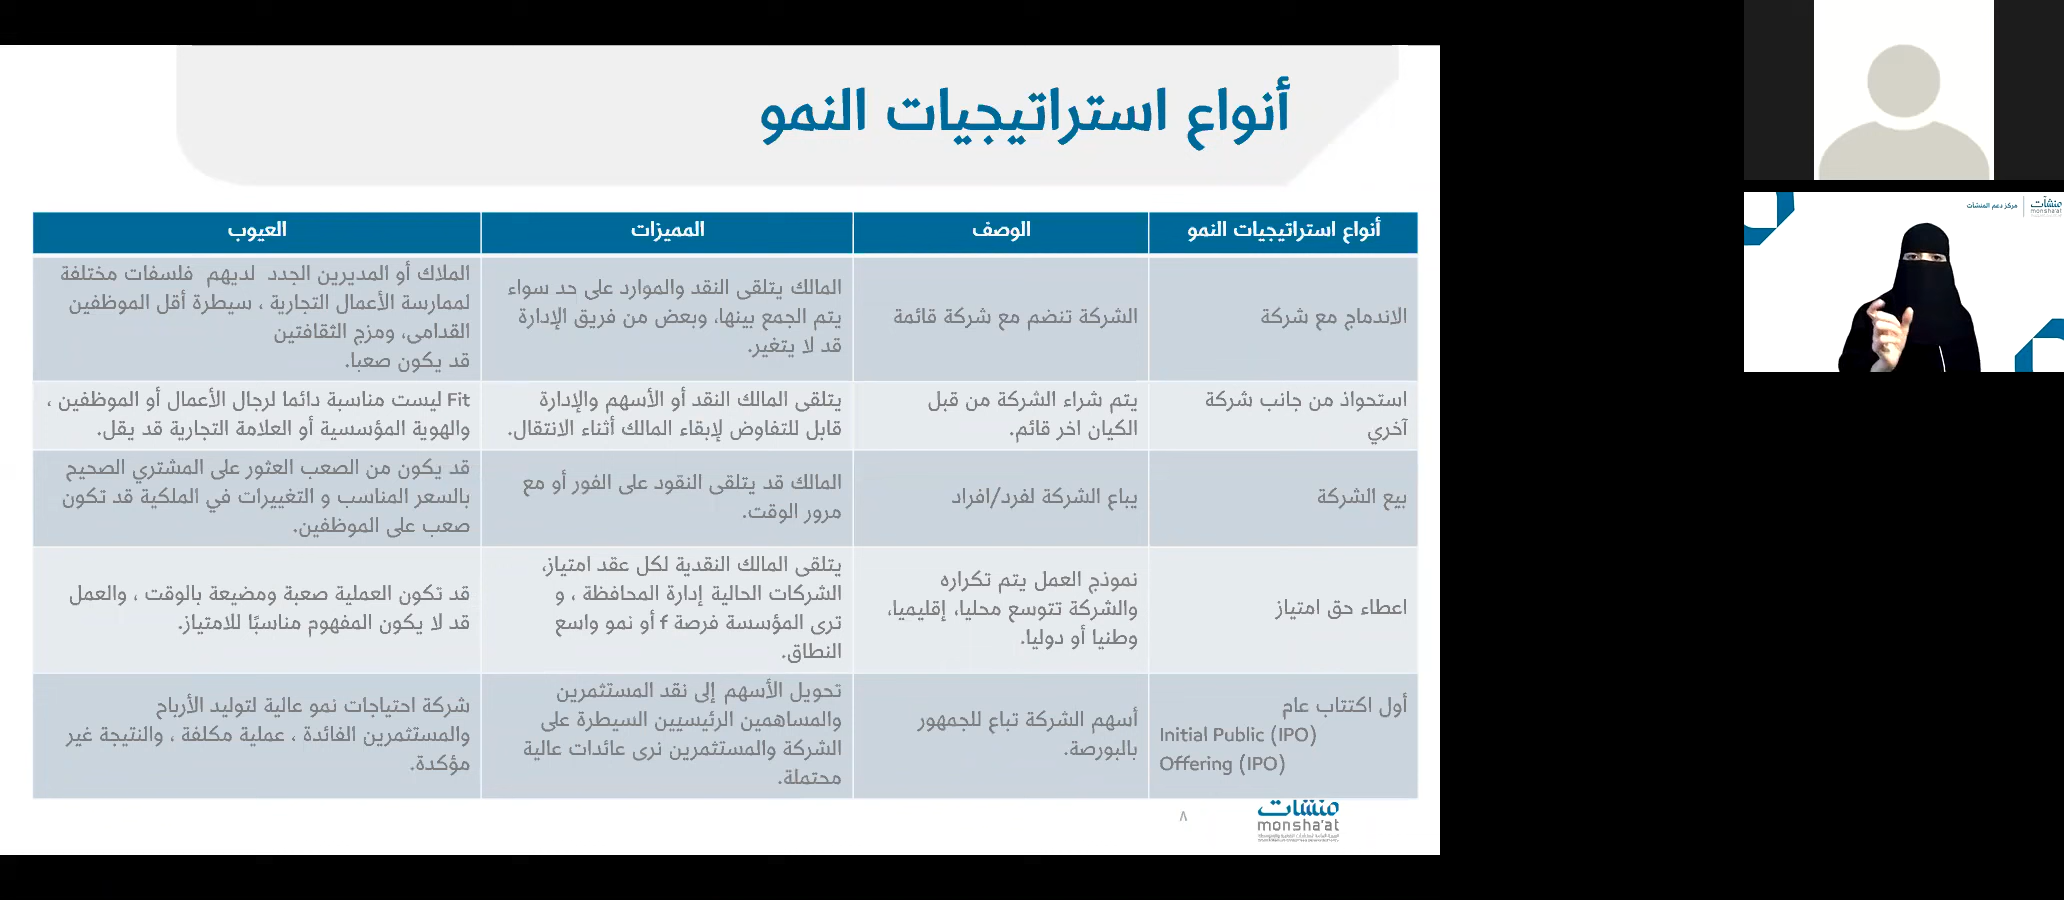 أنواع استراتيجيات النمو
أنواع استراتيجيات النمو
الوصف
المميزات
العيوب
الاندماج مع شركة
الشركة تنضم مع شركة قائمة
المالك يتلقى النقد والموارد على حد سواء
يتم الجمع بينها، وبعض من فريق الإدارة
قد لا يتغير.
الملاك أو المديرين الجدد لديهم فلسفات مختلفة
لممارسة الأعمال التجارية ، سيطرة أقل الموظفين
القدامى، ومزج الثقافتين
قد يكون صعبا.
استحواذ من جانب شركة
آخري
يتم شراء الشركة من قبل
الكيان اخر قائم.
يتلقى المالك النقد أو الأسهم والإدارة
قابل للتفاوض لإبقاء المالك أثناء الانتقال.
Fit ليست مناسبة دائما لرجال الأعمال أو الموظفين ،
والهوية المؤسسية أو العلامة التجارية قد يقل.
بيع الشركة
يباع الشركة لفرد/افراد
المالك قد يتلقى النقود على الفور أو مع
مرور الوقت.
قد يكون من الصعب العثور على المشتري الصحيح
بالسعر المناسب و التغييرات في الملكية قد تكون
صعب على الموظفين.
اعطاء حق امتياز
نموذج العمل يتم تكراره
والشركة تتوسع محليا، إقليميا،
وطنيا أو دوليا.
يتلقى المالك النقدية لكل عقد امتياز،
الشركات الحالية إدارة المحافظة ، و
ترى المؤسسة فرصة f أو نمو واسع
النطاق.
قد تكون العملية صعبة ومضيعة بالوقت ، والعمل
قد لا يكون المفهوم مناسبًا للامتياز.
أول اكتتاب عام
Initial Public (IPO)
Offering (IPO)
أسهم الشركة تباع للجمهور
بالبورصة.
تحويل الأسهم إلى نقد المستثمرين
والمساهمين الرئيسيين السيطرة على
الشركة والمستثمرين نرى عائدات عالية
محتملة.
شركة احتياجات نمو عالية لتوليد الأرباح
والمستثمرين الفائدة ، عملية مكلفة ، والنتيجة غير
مؤكدة.
٨
منشآت
monsha'at
منشآت
monsha'at
مركز دعم المنشآت